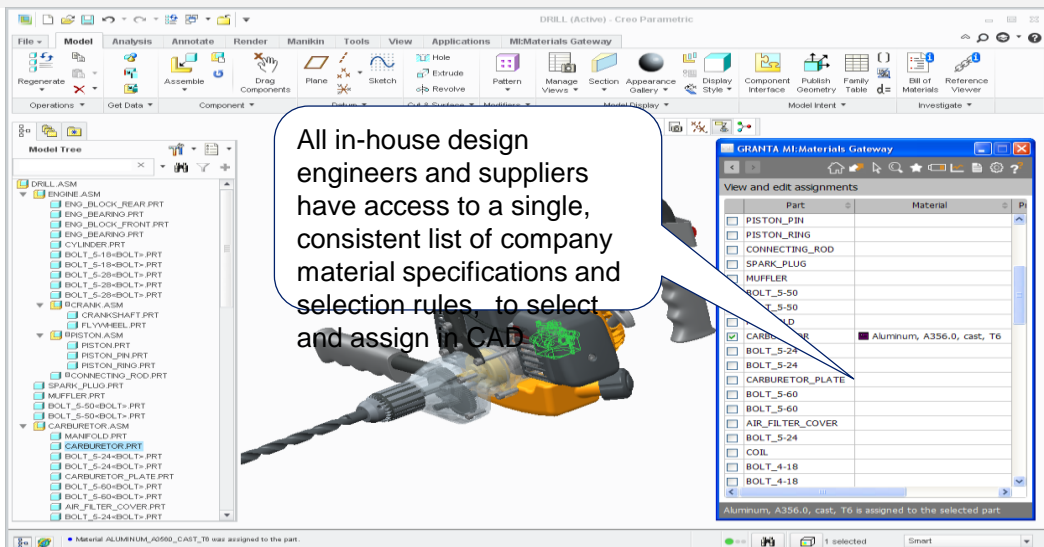 DRILL (Active) - Creo Parametric
File Model Analysis Annotate Render Manikin Tools View Applications MI:Materials Gateway
Regenerate
Assemble
Drag Components
Plane
Sketch
Hole
Extrude
Revolve
Pattern
Manage Views
Section
Appearance Gallery
Display Style
Component Interface
Publish Geometry
Family Table
d=
Bill of Materials
Reference Viewer
Operations Get Data Component Datum Cut & Surface Modifiers Model Display Model Intent Investigate
All in-house design
engineers and suppliers
have access to a single,
consistent list of company
material specifications and
selection rules, to select
and assign in CAD
Model Tree
DRILL.ASM
ENGINE.ASM
ENG_BLOCK_REAR.PRT
ENG_BEARING.PRT
ENG_BLOCK_FRONT.PRT
ENG_BEARING.PRT
CYLINDER.PRT
BOLT_5-18<BOLT>.PRT
BOLT_5-18<BOLT>.PRT
BOLT_5-28<BOLT>.PRT
BOLT_5-28<BOLT>.PRT
BOLT_5-28<BOLT>.PRT
CRANK.ASM
CRANKSHAFT.PRT
FLYWHEEL.PRT
PISTON.ASM
PISTON.PRT
PISTON_PIN.PRT
PISTON_RING.PRT
CONNECTING_ROD.PRT
SPARK_PLUG.PRT
MUFFLER.PRT
BOLT_5-50<BOLT>.PRT
BOLT_5-50<BOLT>.PRT
CARBURETOR.ASM
MANIFOLD.PRT
CARBURETOR.PRT
BOLT_5-24<BOLT>.PRT
BOLT_5-24<BOLT>.PRT
CARBURETOR_PLATE.PRT
BOLT_5-60<BOLT>.PRT
BOLT_5-60<BOLT>.PRT
AIR_FILTER_COVER.PRT
BOLT_5-24<BOLT>.PRT
GRANTA MI:Materials Gateway
View and edit assignments
Part Material
PISTON_PIN
PISTON_RING
CONNECTING_ROD
SPARK_PLUG
MUFFLER
BOLT_5-50
BOLT_5-50
CARBURETOR Aluminum, A356.0, cast, T6
BOLT_5-24
BOLT_5-24
CARBURETOR_PLATE
BOLT_5-60
BOLT_5-60
AIR_FILTER_COVER
BOLT_5-24
COIL
BOLT_4-18
BOLT_4-18
Aluminum, A356.0, cast, T6 is assigned to the selected part
Material ALUMINUM_A3560_CAST_T6 was assigned to the part.
1 selected
Smart